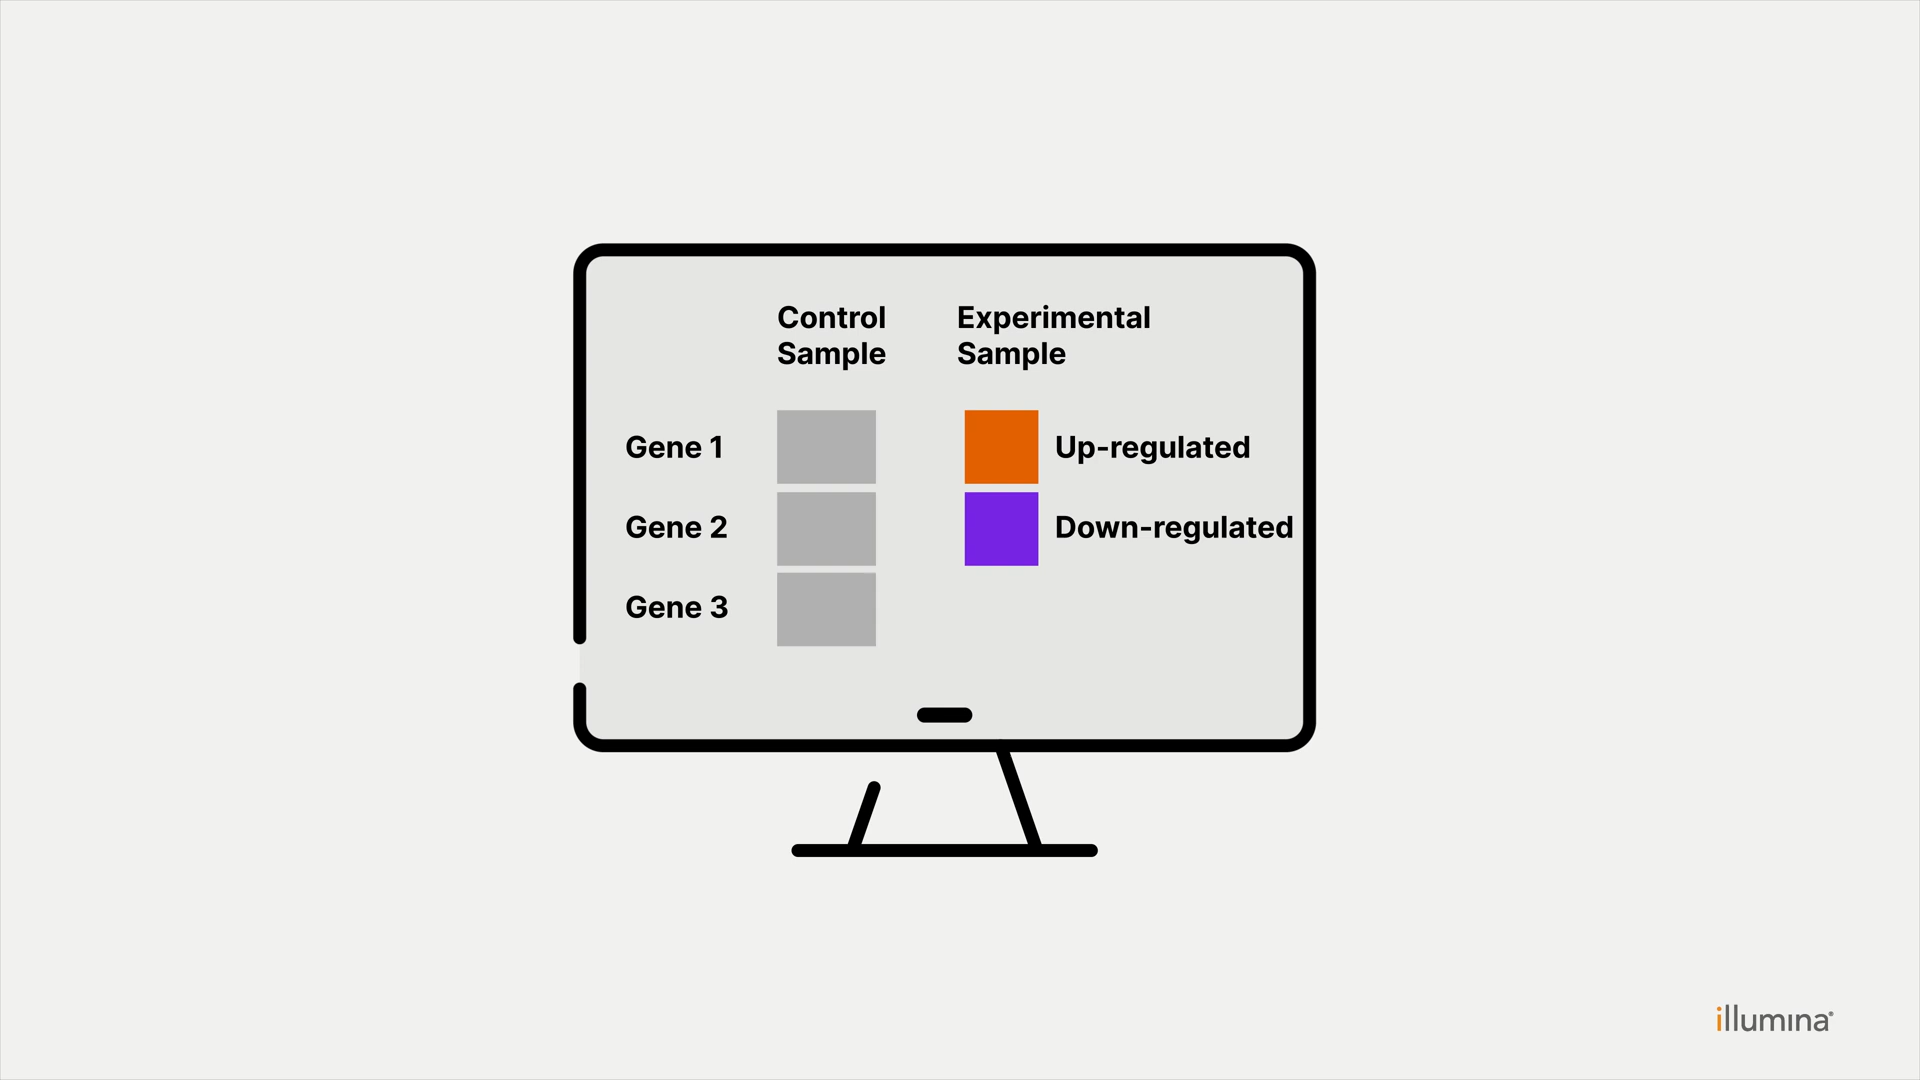 Control
Sample
Experimental
Sample
Gene 1
Up-regulated
Gene 2
Down-regulated
Gene 3
illumina®